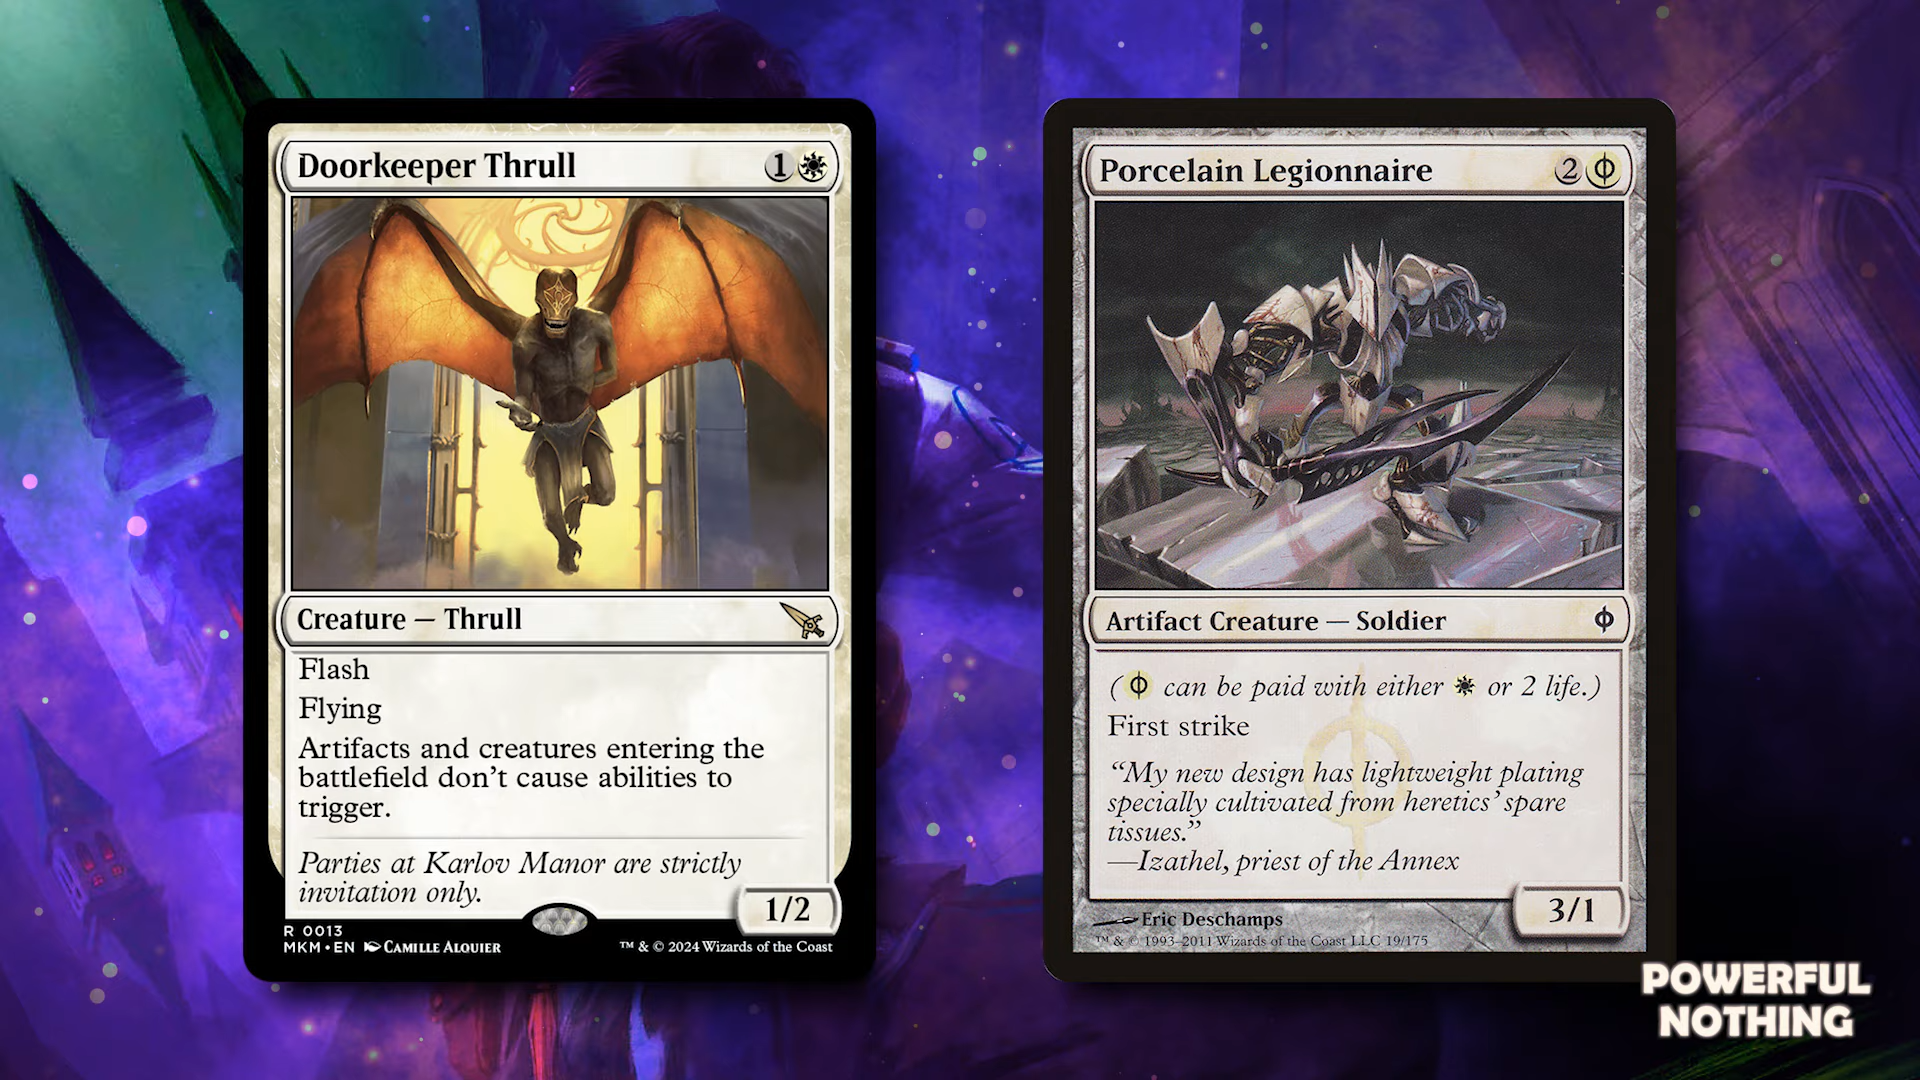 Doorkeeper Thrull 1
Creature — Thrull
Flash
Flying
Artifacts and creatures entering the
battlefield don't cause abilities to
trigger.
Parties at Karlov Manor are strictly
invitation only.
1/2
R 0013
MKM • EN CAMILLE ALQUIER
™ & © 2024 Wizards of the Coast
Porcelain Legionnaire 2
Artifact Creature — Soldier
( can be paid with either or 2 life.)
First strike
“My new design has lightweight plating
specially cultivated from heretics’ spare
tissues.”
—Izathel, priest of the Annex
3/1
Eric Deschamps
™ & © 1993–2011 Wizards of the Coast LLC 19/175
POWERFUL
NOTHING